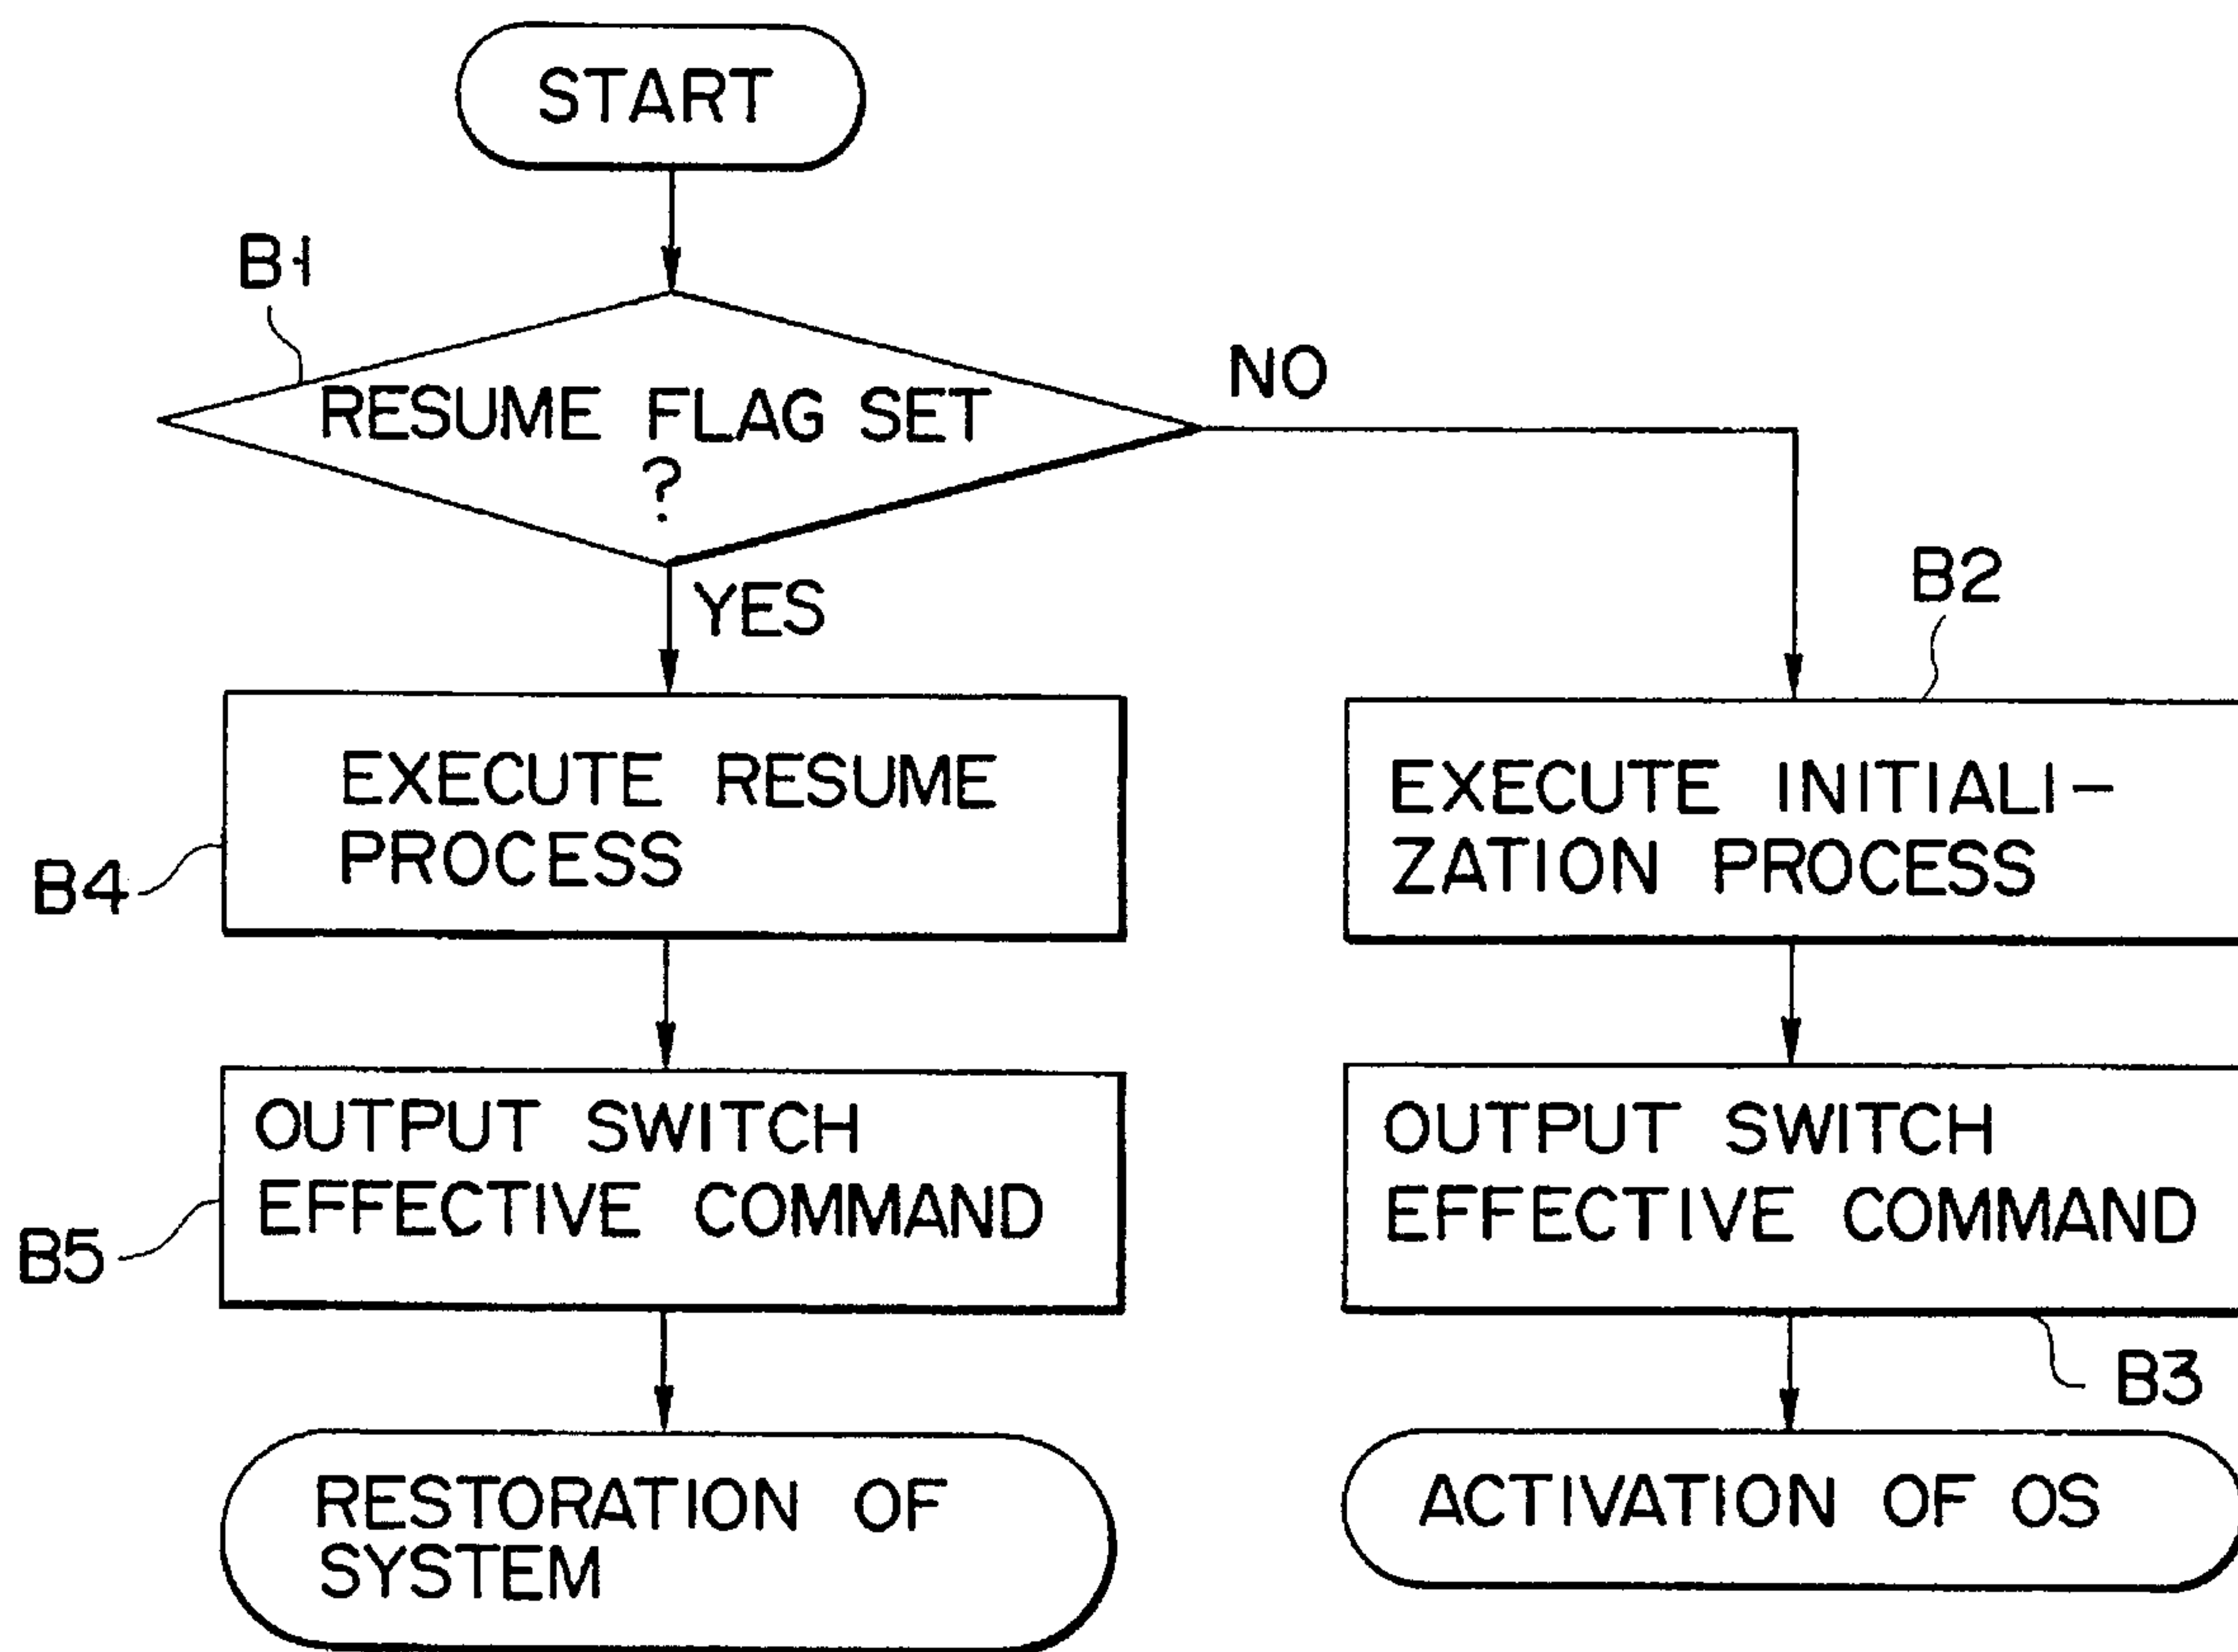 START
B1
RESUME FLAG SET
?
NO
YES
B2
EXECUTE RESUME
PROCESS
B4
EXECUTE INITIALI-
ZATION PROCESS
OUTPUT SWITCH
EFFECTIVE COMMAND
B5
OUTPUT SWITCH
EFFECTIVE COMMAND
B3
RESTORATION OF
SYSTEM
ACTIVATION OF OS